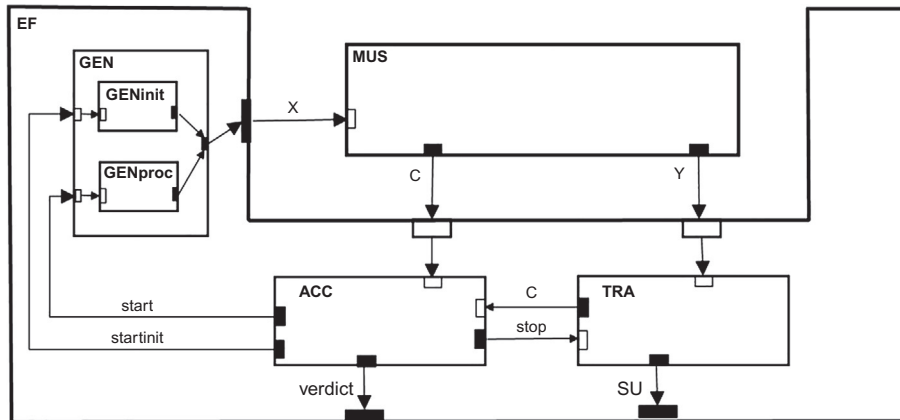 EF
MUS
GEN
GENinit
X
GENproc
C
Y
ACC
C
TRA
start
stop
startinit
verdict
SU